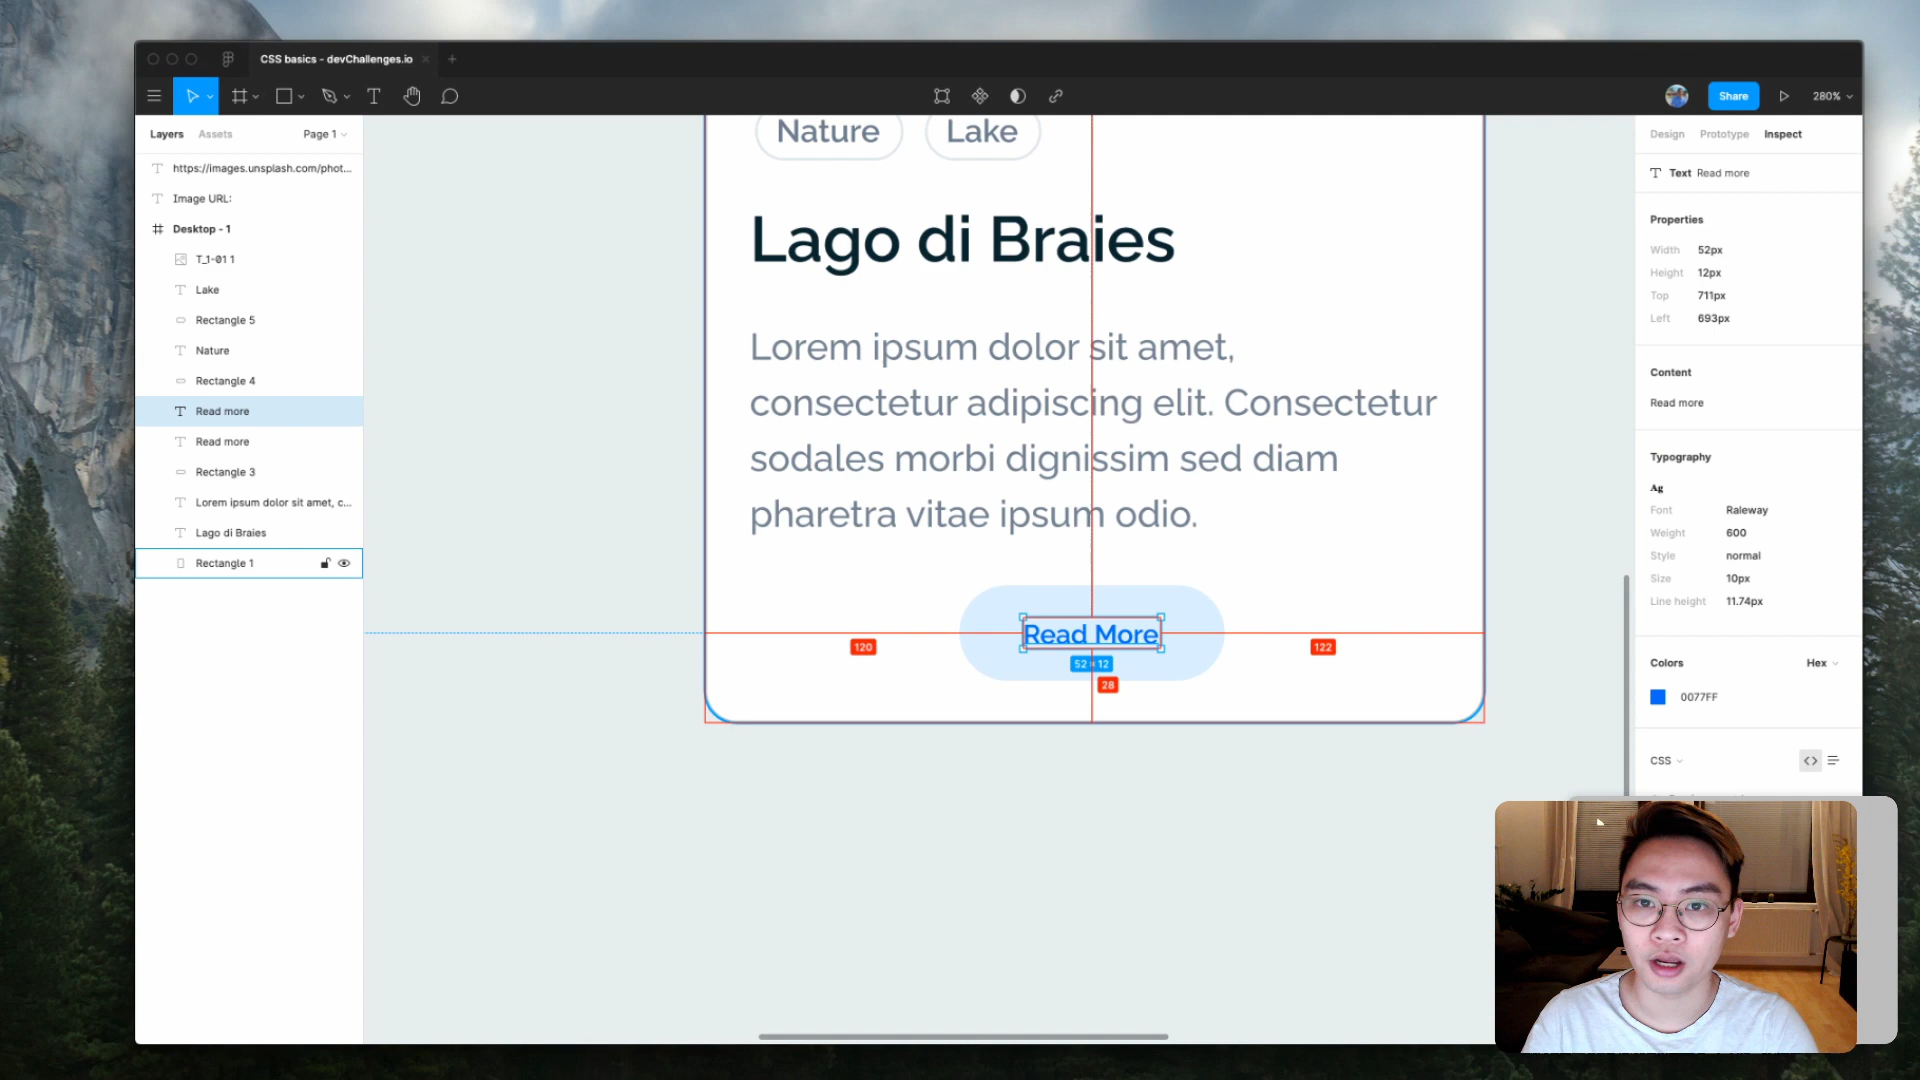 CSS basics - devChallenges.io
Share
280%
Layers
Assets
Page 1
https://images.unsplash.com/phot...
Image URL:
Desktop - 1
T_1-01 1
Lake
Rectangle 5
Nature
Rectangle 4
Read more
Read more
Rectangle 3
Lorem ipsum dolor sit amet, c...
Lago di Braies
Rectangle 1
Nature
Lake
Lago di Braies
Lorem ipsum dolor sit amet,
consectetur adipiscing elit. Consectetur
sodales morbi dignissim sed diam
pharetra vitae ipsum odio.
Read More
120
122
52 × 12
28
Design
Prototype
Inspect
Text Read more
Properties
Width 52px
Height 12px
Top 711px
Left 693px
Content
Read more
Typography
Ag
Font Raleway
Weight 600
Style normal
Size 10px
Line height 11.74px
Colors
Hex
0077FF
CSS